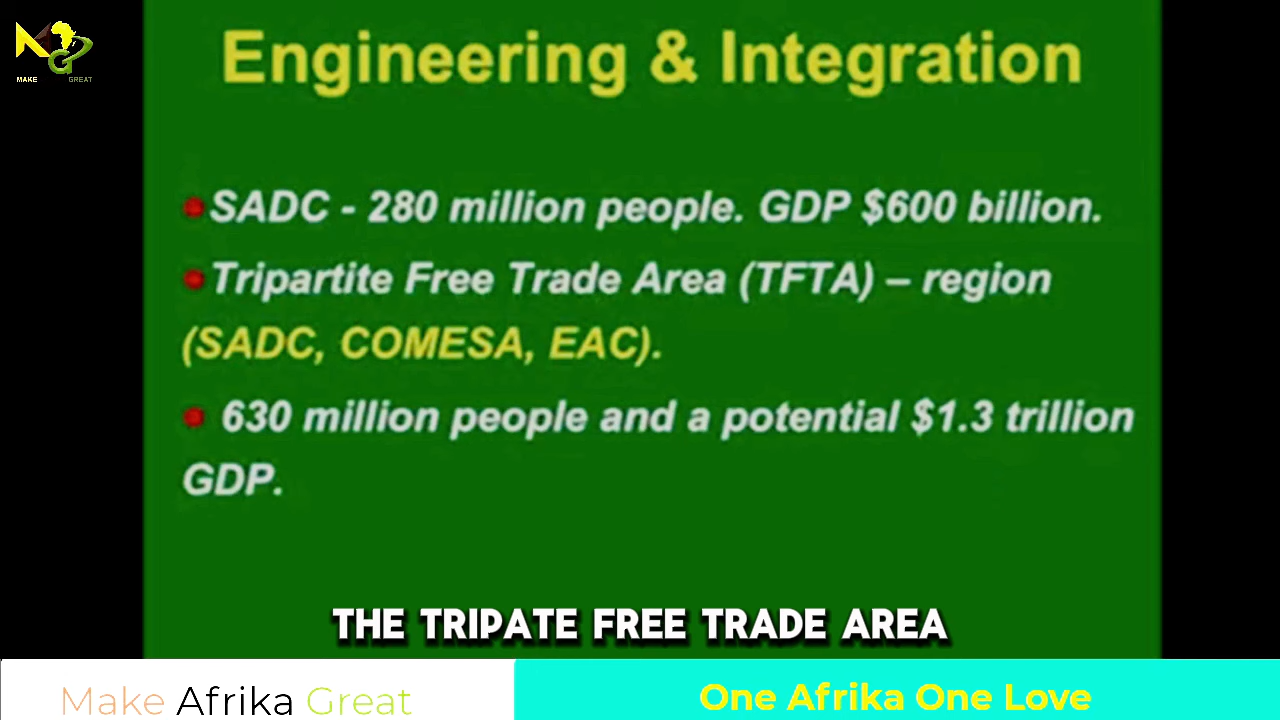 MAKE GREAT
Engineering & Integration
SADC - 280 million people. GDP $600 billion.
Tripartite Free Trade Area (TFTA) – region
(SADC, COMESA, EAC).
630 million people and a potential $1.3 trillion
GDP.
THE TRIPATE FREE TRADE AREA
Make Afrika Great
One Afrika One Love